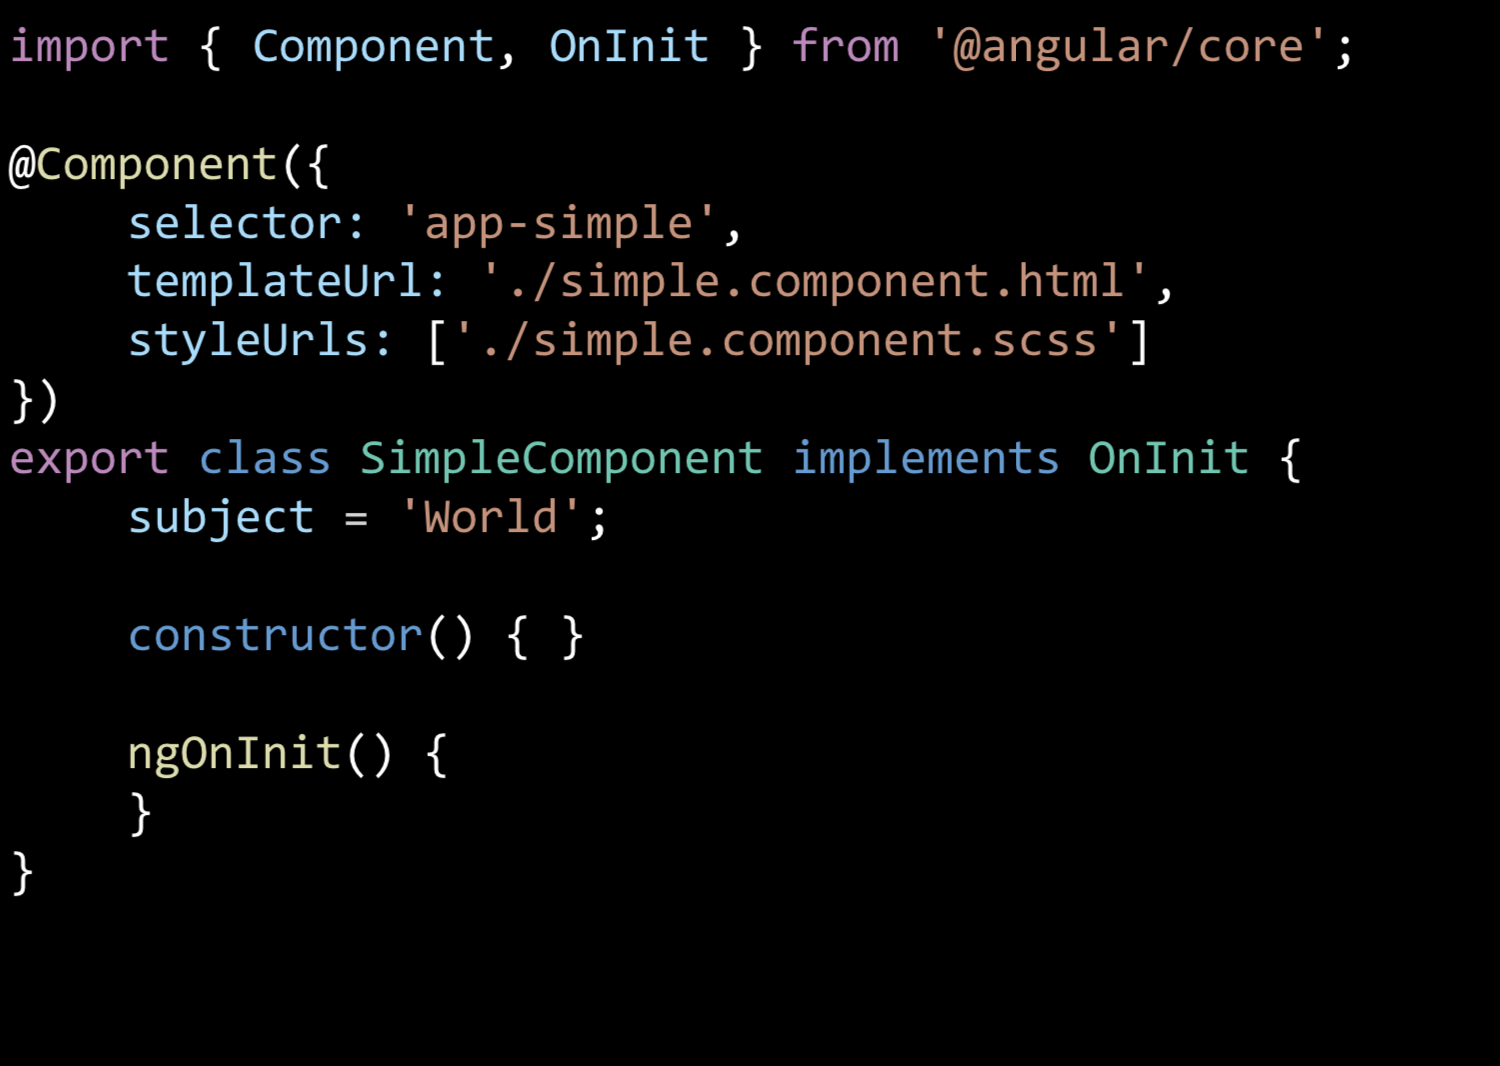 import { Component, OnInit } from '@angular/core';
@Component({
    selector: 'app-simple',
    templateUrl: './simple.component.html',
    styleUrls: ['./simple.component.scss']
})
export class SimpleComponent implements OnInit {
    subject = 'World';
    constructor() { }
    ngOnInit() {
    }
}